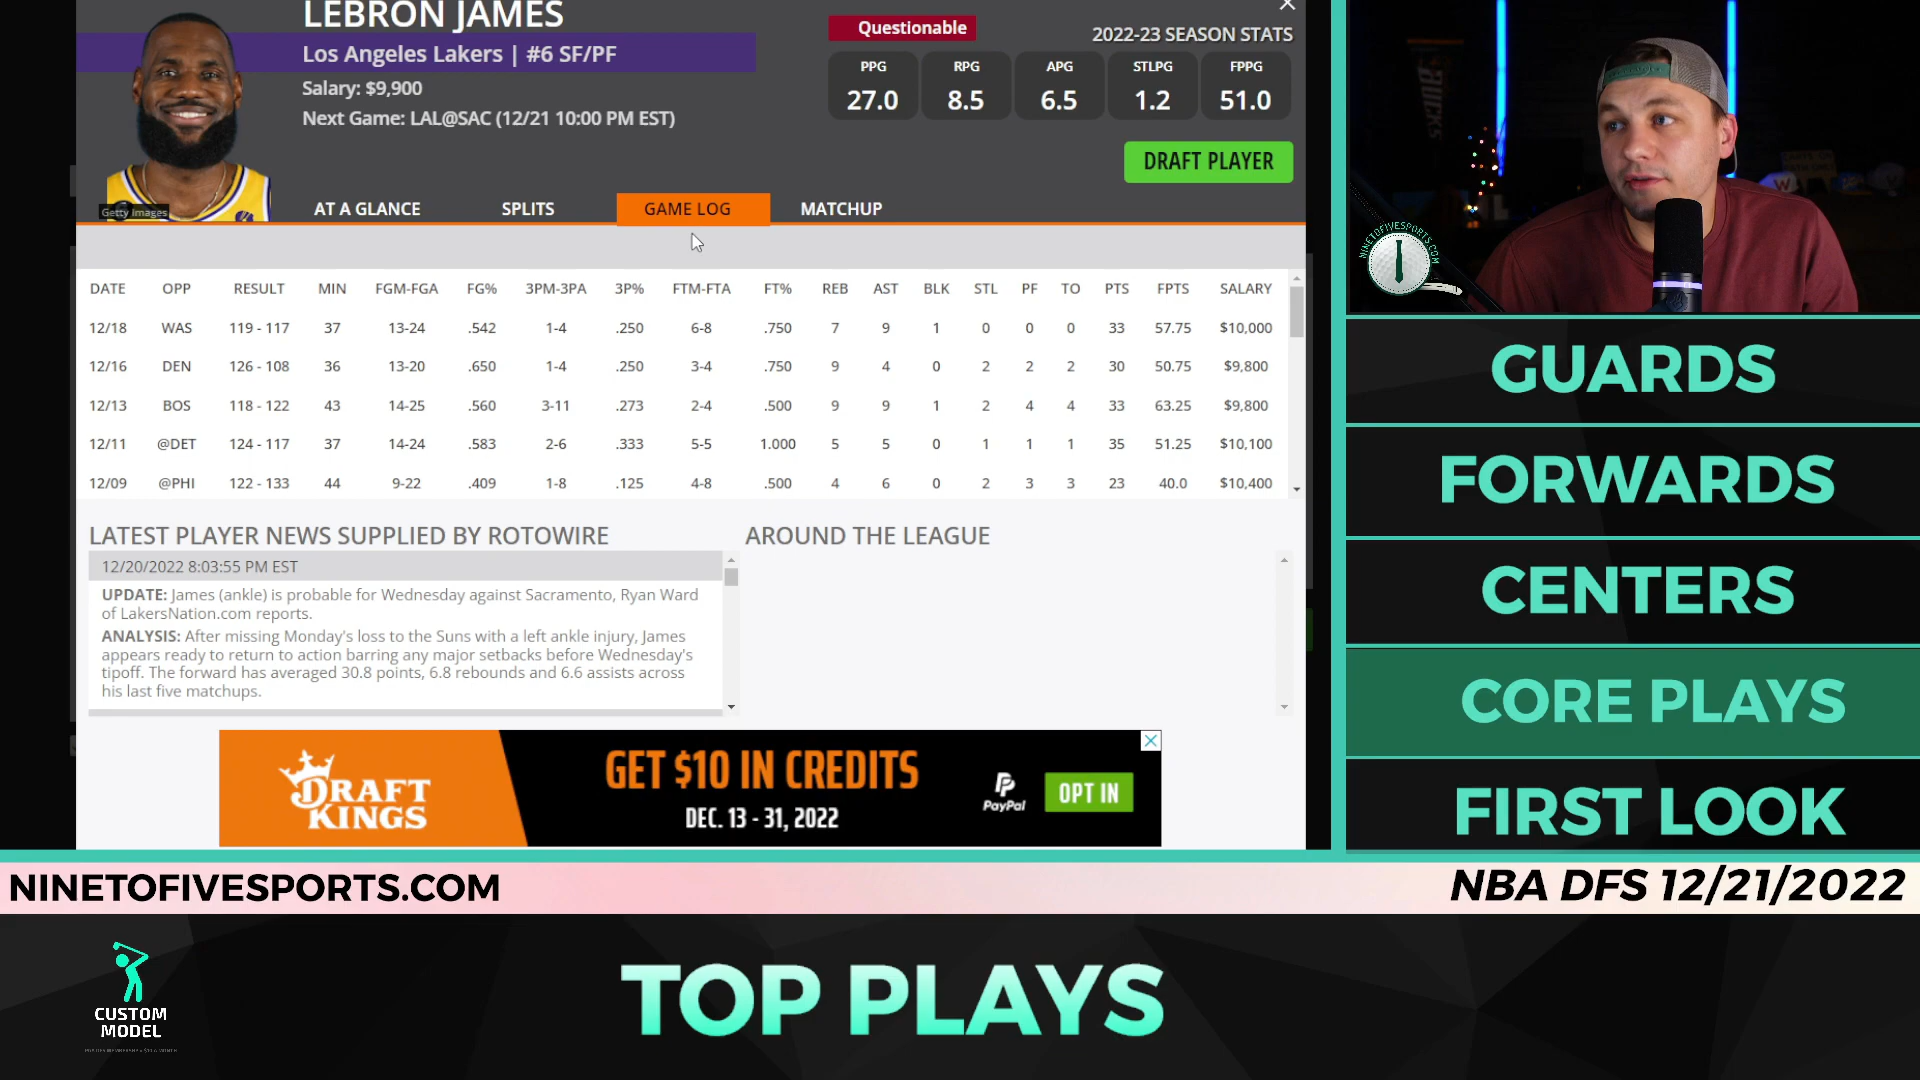 LEBRON JAMES
Los Angeles Lakers | #6 SF/PF
Salary: $9,900
Next Game: LAL@SAC (12/21 10:00 PM EST)
Getty Images
Questionable
2022-23 SEASON STATS
PPG RPG APG STLPG FPPG
27.0 8.5 6.5 1.2 51.0
DRAFT PLAYER
AT A GLANCE SPLITS GAME LOG MATCHUP
DATE OPP RESULT MIN FGM-FGA FG% 3PM-3PA 3P% FTM-FTA FT% REB AST BLK STL PF TO PTS FPTS SALARY
12/18 WAS 119 - 117 37 13-24 .542 1-4 .250 6-8 .750 7 9 1 0 0 0 33 57.75 $10,000
12/16 DEN 126 - 108 36 13-20 .650 1-4 .250 3-4 .750 9 4 0 2 2 2 30 50.75 $9,800
12/13 BOS 118 - 122 43 14-25 .560 3-11 .273 2-4 .500 9 9 1 2 4 4 33 63.25 $9,800
12/11 @DET 124 - 117 37 14-24 .583 2-6 .333 5-5 1.000 5 5 0 1 1 1 35 51.25 $10,100
12/09 @PHI 122 - 133 44 9-22 .409 1-8 .125 4-8 .500 4 6 0 2 3 3 23 40.0 $10,400
LATEST PLAYER NEWS SUPPLIED BY ROTOWIRE
12/20/2022 8:03:55 PM EST
UPDATE: James (ankle) is probable for Wednesday against Sacramento, Ryan Ward
of LakersNation.com reports.
ANALYSIS: After missing Monday's loss to the Suns with a left ankle injury, James
appears ready to return to action barring any major setbacks before Wednesday's
tipoff. The forward has averaged 30.8 points, 6.8 rebounds and 6.6 assists across
his last five matchups.
AROUND THE LEAGUE
DRAFT
KINGS
GET $10 IN CREDITS
DEC. 13 - 31, 2022
PayPal
OPT IN
BUCKS
NINETOFIVESPORTS.COM
GUARDS
FORWARDS
CENTERS
CORE PLAYS
FIRST LOOK
NINETOFIVESPORTS.COM
NBA DFS 12/21/2022
CUSTOM
MODEL
TOP PLAYS